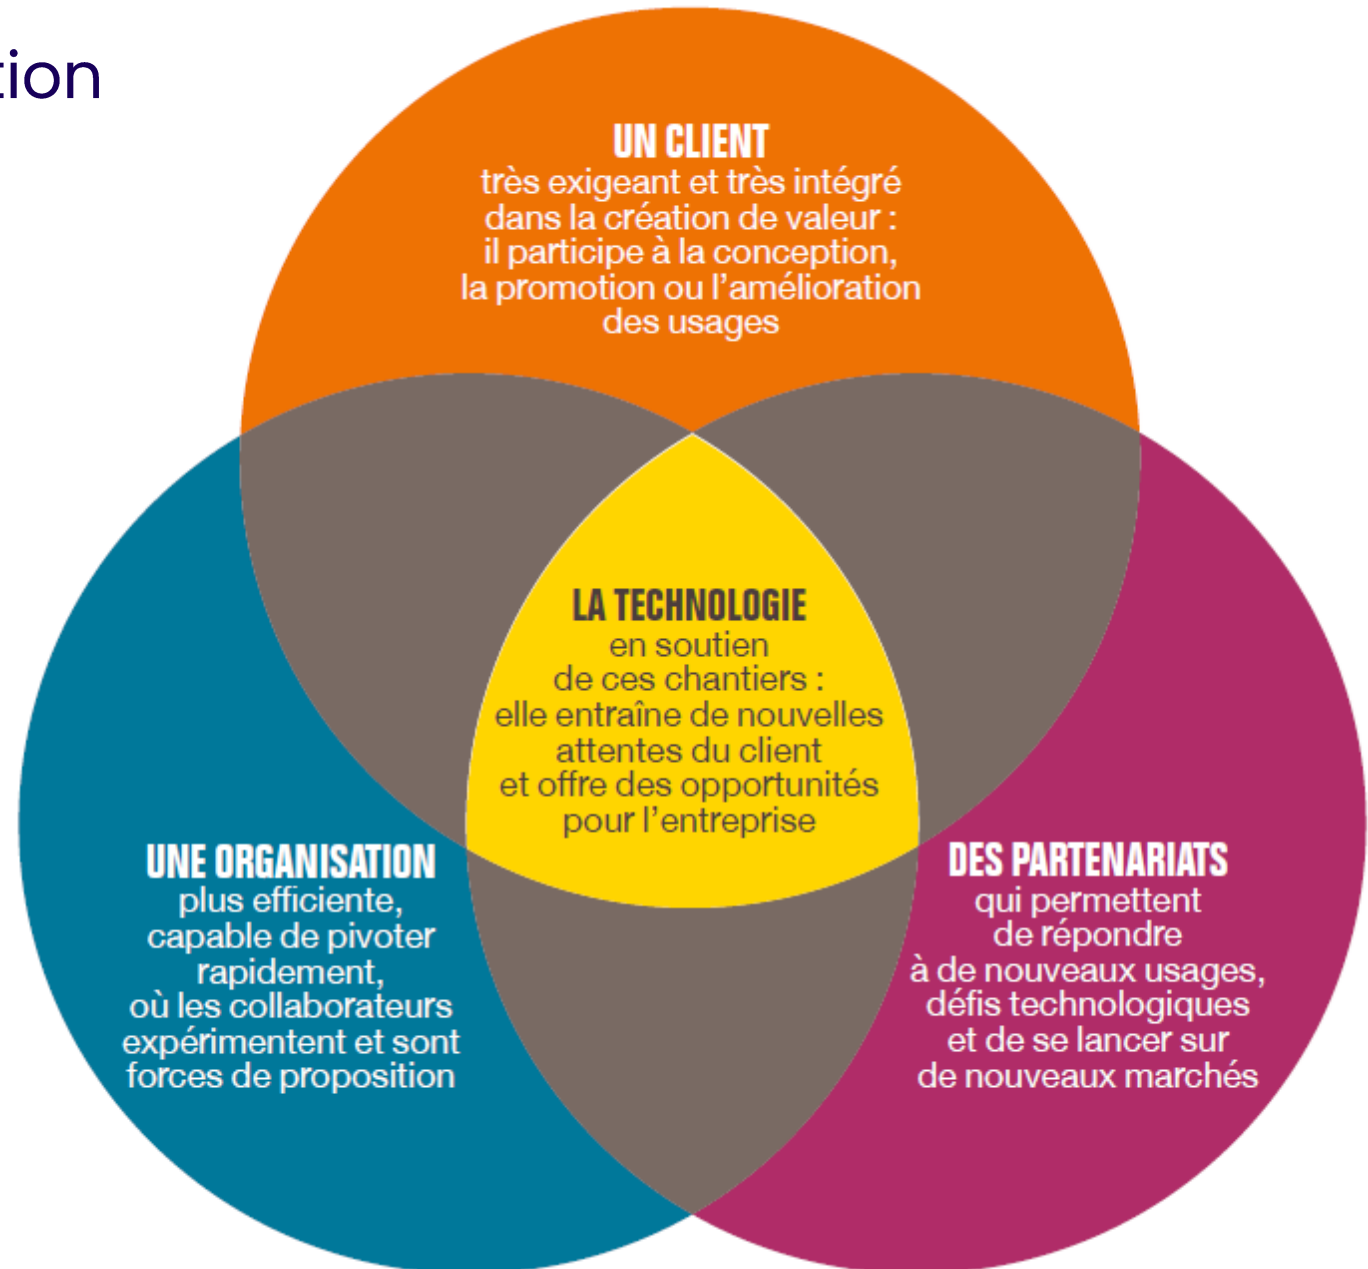 tion
UN CLIENT
très exigeant et très intégré
dans la création de valeur :
il participe à la conception,
la promotion ou l’amélioration
des usages
LA TECHNOLOGIE
en soutien
de ces chantiers :
elle entraîne de nouvelles
attentes du client
et offre des opportunités
pour l’entreprise
UNE ORGANISATION
plus efficiente,
capable de pivoter
rapidement,
où les collaborateurs
expérimentent et sont
forces de proposition
DES PARTENARIATS
qui permettent
de répondre
à de nouveaux usages,
défis technologiques
et de se lancer sur
de nouveaux marchés